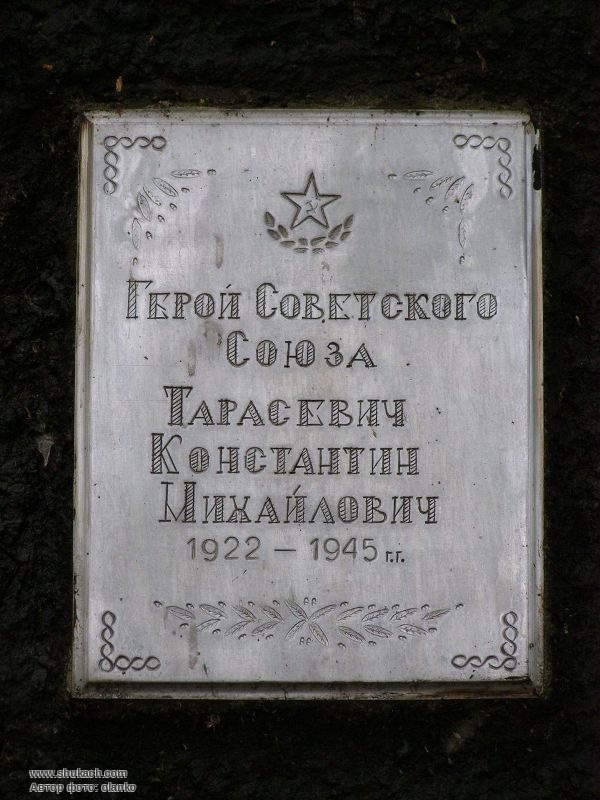 Герой Советского
Союза
Тарасевич
Константин
Михайлович
1922 — 1945 г.г.
www.shukach.com
Автор фото: olanko